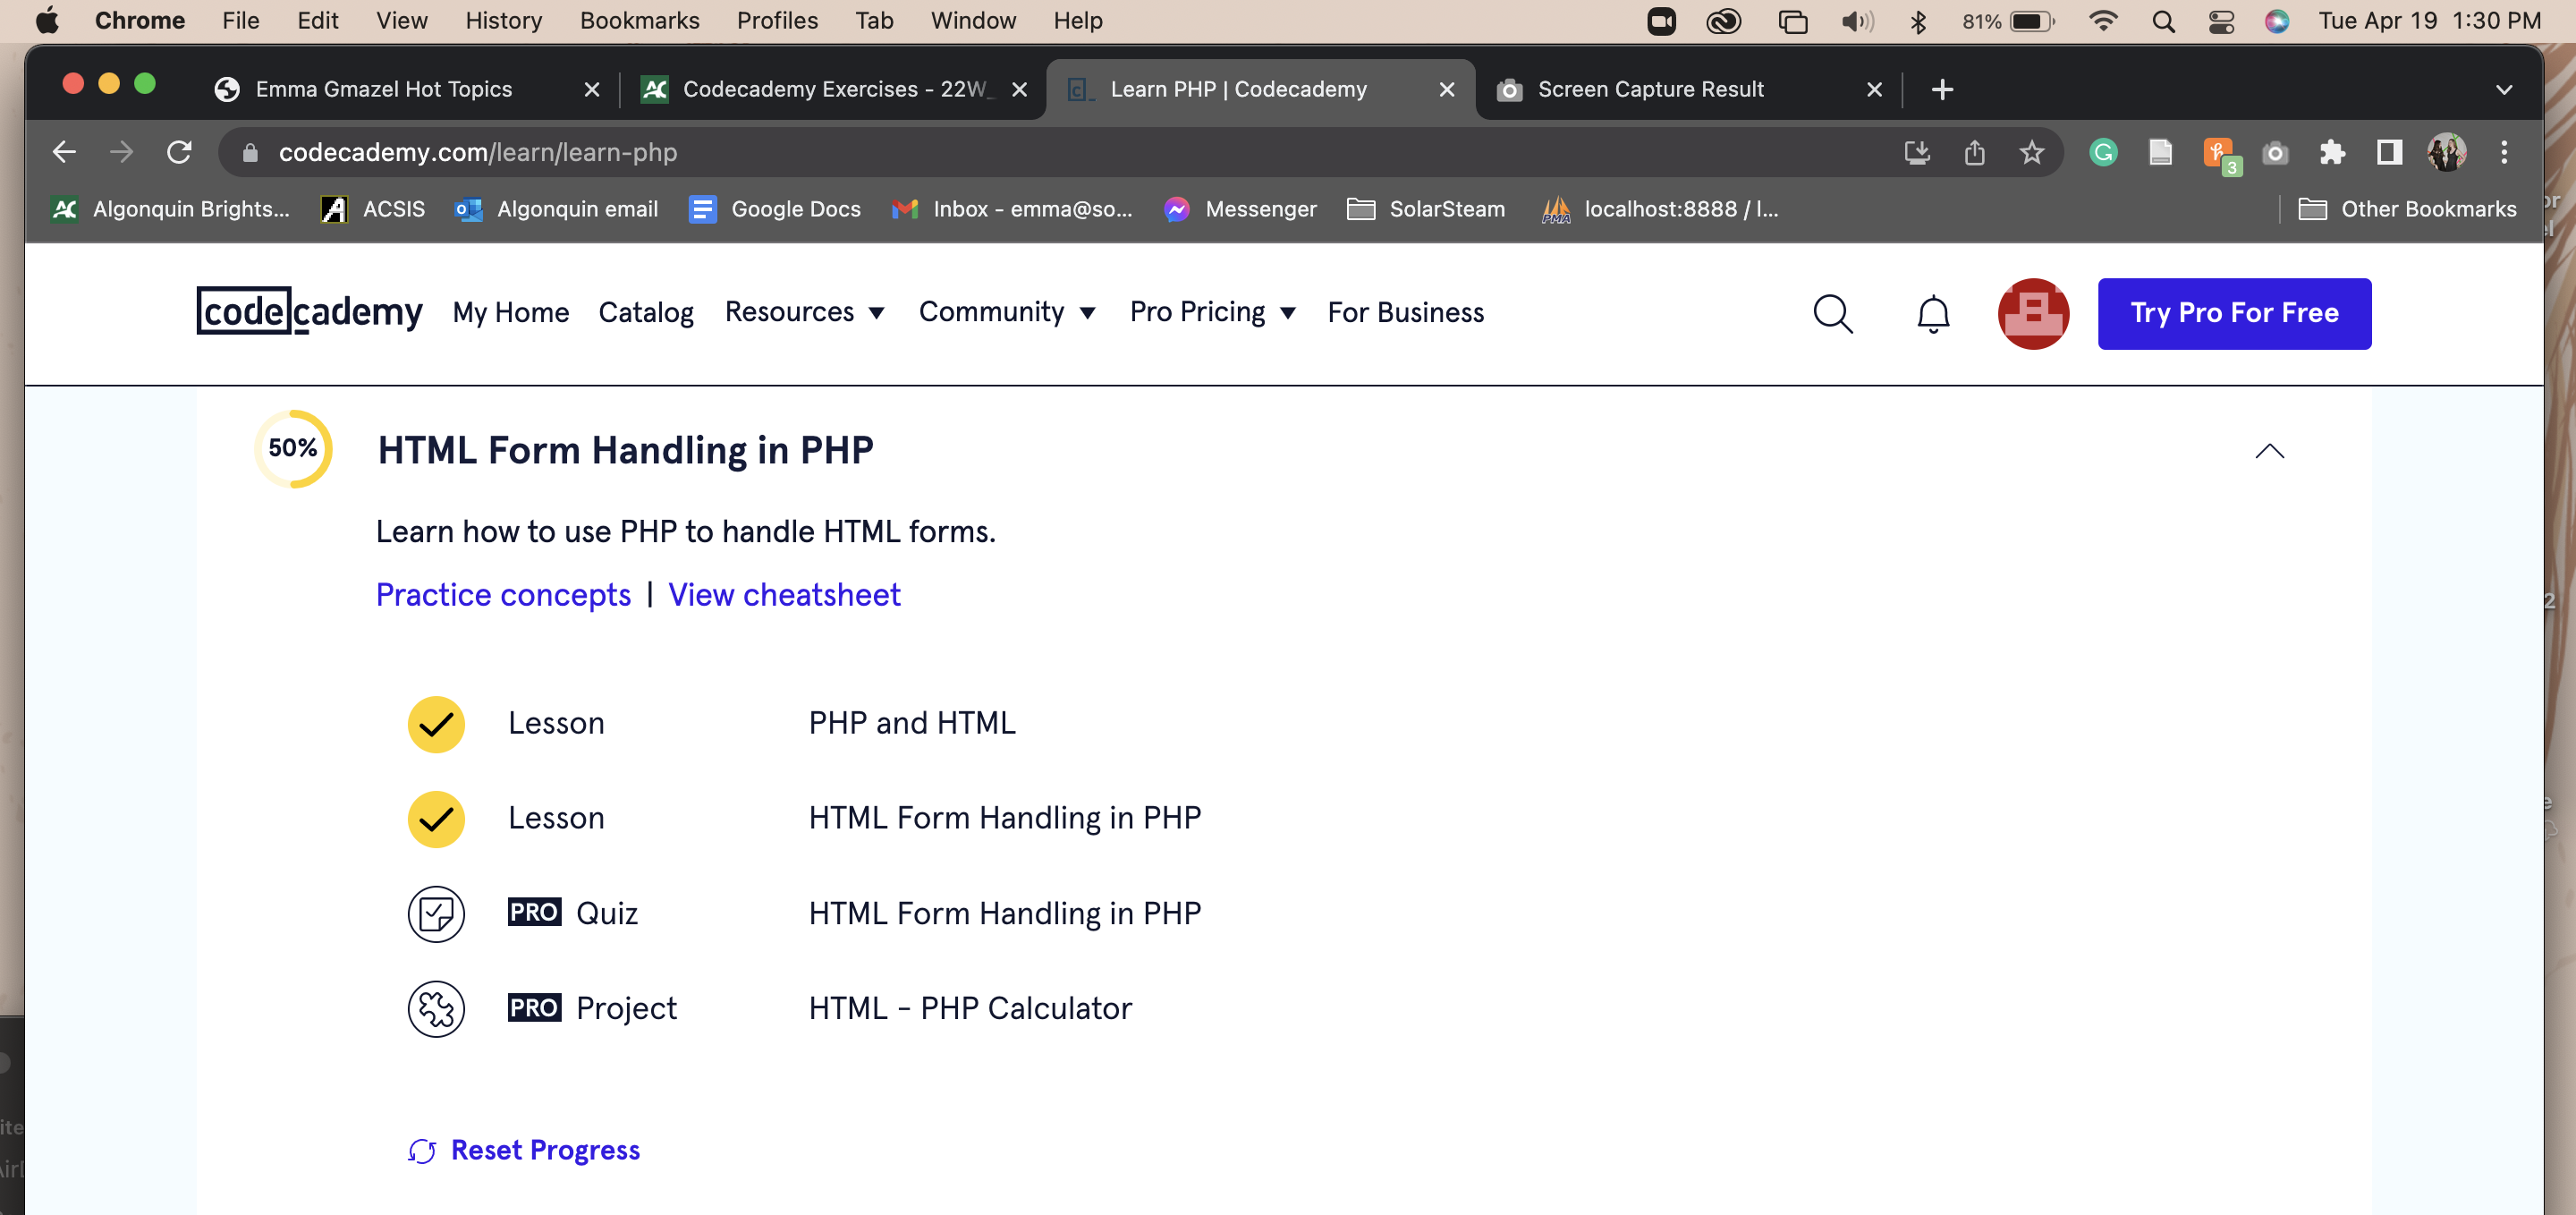 Chrome File Edit View History Bookmarks Profiles Tab Window Help 81% Tue Apr 19 1:30 PM
Emma Gmazel Hot Topics AC Codecademy Exercises - 22W_ Learn PHP | Codecademy Screen Capture Result
codecademy.com/learn/learn-php 3
AC Algonquin Brights... A ACSIS Algonquin email Google Docs Inbox - emma@so... Messenger SolarSteam PMA localhost:8888 / l... Other Bookmarks
codecademy My Home Catalog Resources Community Pro Pricing For Business Try Pro For Free
50% HTML Form Handling in PHP
Learn how to use PHP to handle HTML forms.
Practice concepts | View cheatsheet
Lesson PHP and HTML
Lesson HTML Form Handling in PHP
PRO Quiz HTML Form Handling in PHP
PRO Project HTML - PHP Calculator
Reset Progress